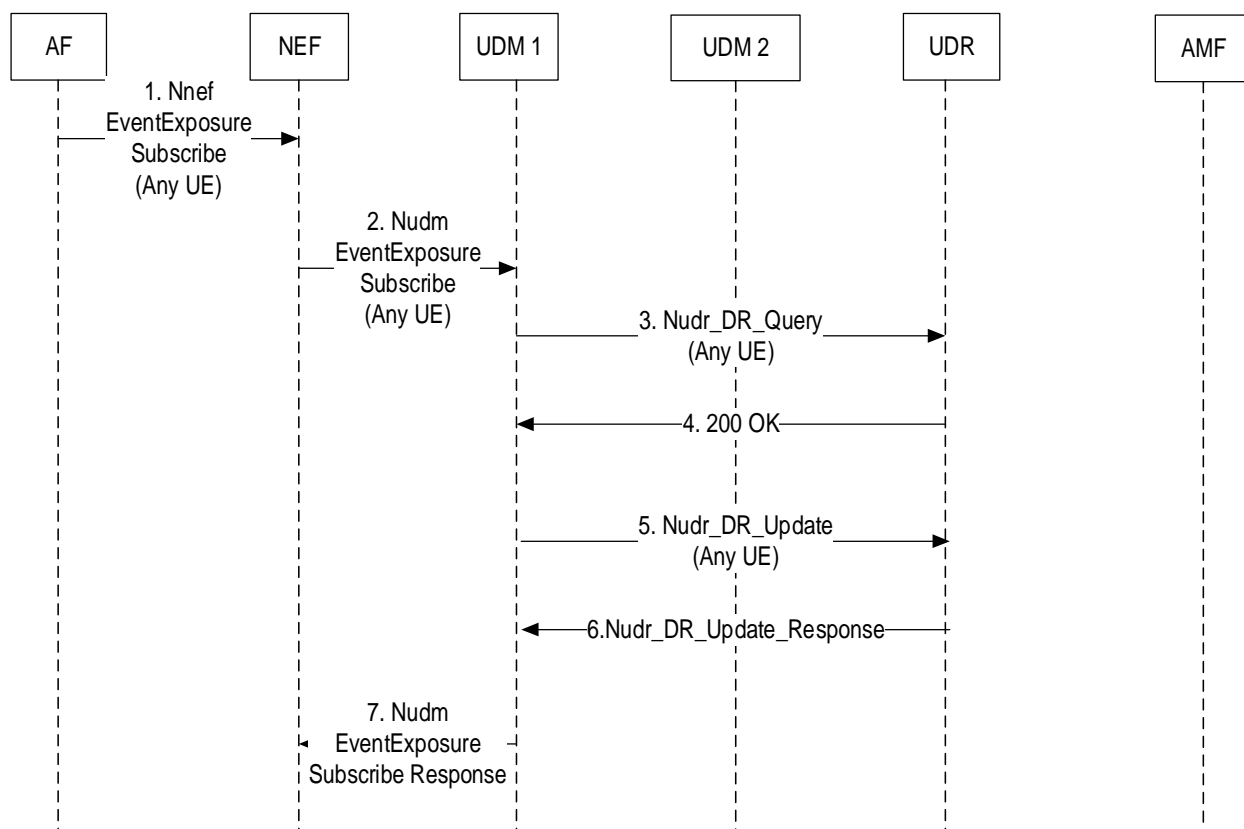 AF
NEF
UDM 1
UDM 2
UDR
AMF
1. Nnef
EventExposure
Subscribe
(Any UE)
2. Nudm
EventExposure
Subscribe
(Any UE)
3. Nudr_DR_Query
(Any UE)
4. 200 OK
5. Nudr_DR_Update
(Any UE)
6.Nudr_DR_Update_Response
7. Nudm
EventExposure
Subscribe Response